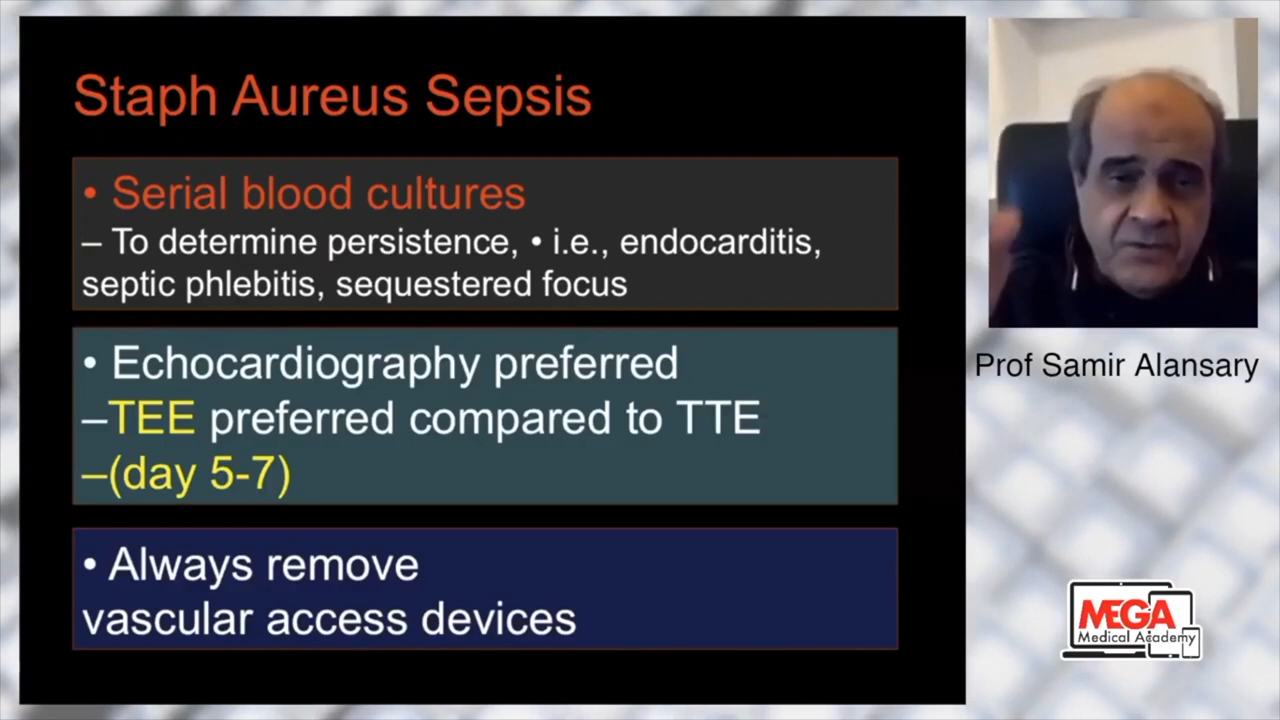 Staph Aureus Sepsis
• Serial blood cultures
– To determine persistence, • i.e., endocarditis,
septic phlebitis, sequestered focus
• Echocardiography preferred
–TEE preferred compared to TTE
–(day 5-7)
• Always remove
vascular access devices
Prof Samir Alansary
MEGA
Medical Academy